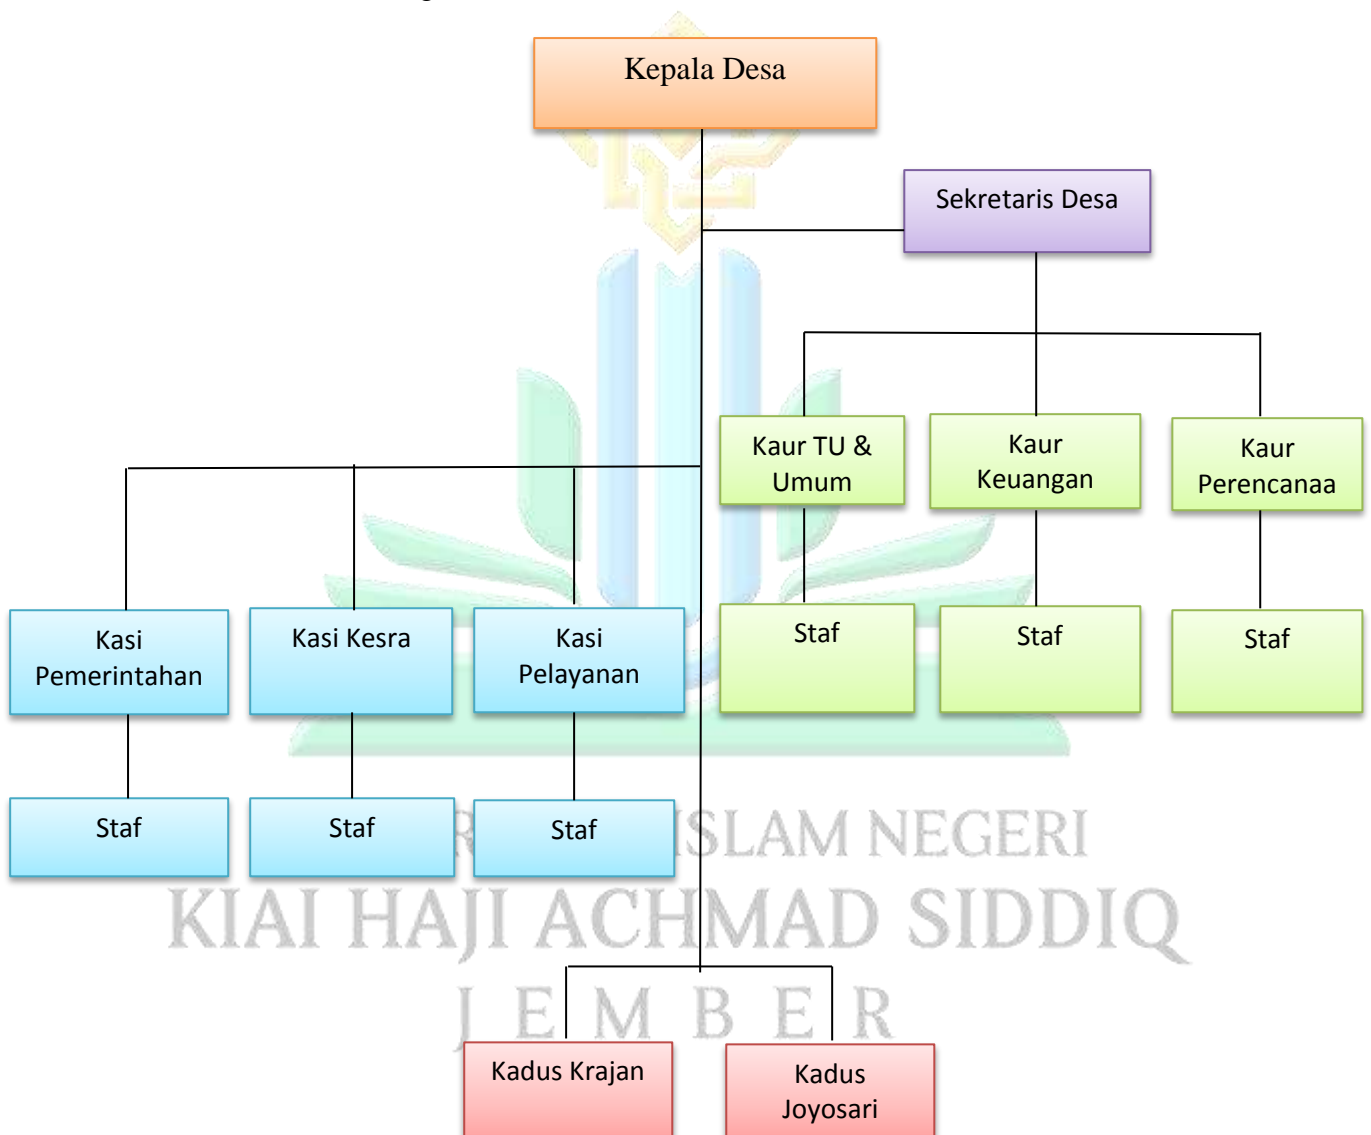 Kepala Desa
Sekretaris Desa
Kaur TU &
Umum
Kaur
Keuangan
Kaur
Perencanaa
Kasi
Pemerintahan
Kasi Kesra
Kasi
Pelayanan
Staf
Staf
Staf
Staf
Staf
Staf
ISLAM NEGERI
KIAI HAJI ACHMAD SIDDIQ
JEMBER
Kadus Krajan
Kadus
Joyosari